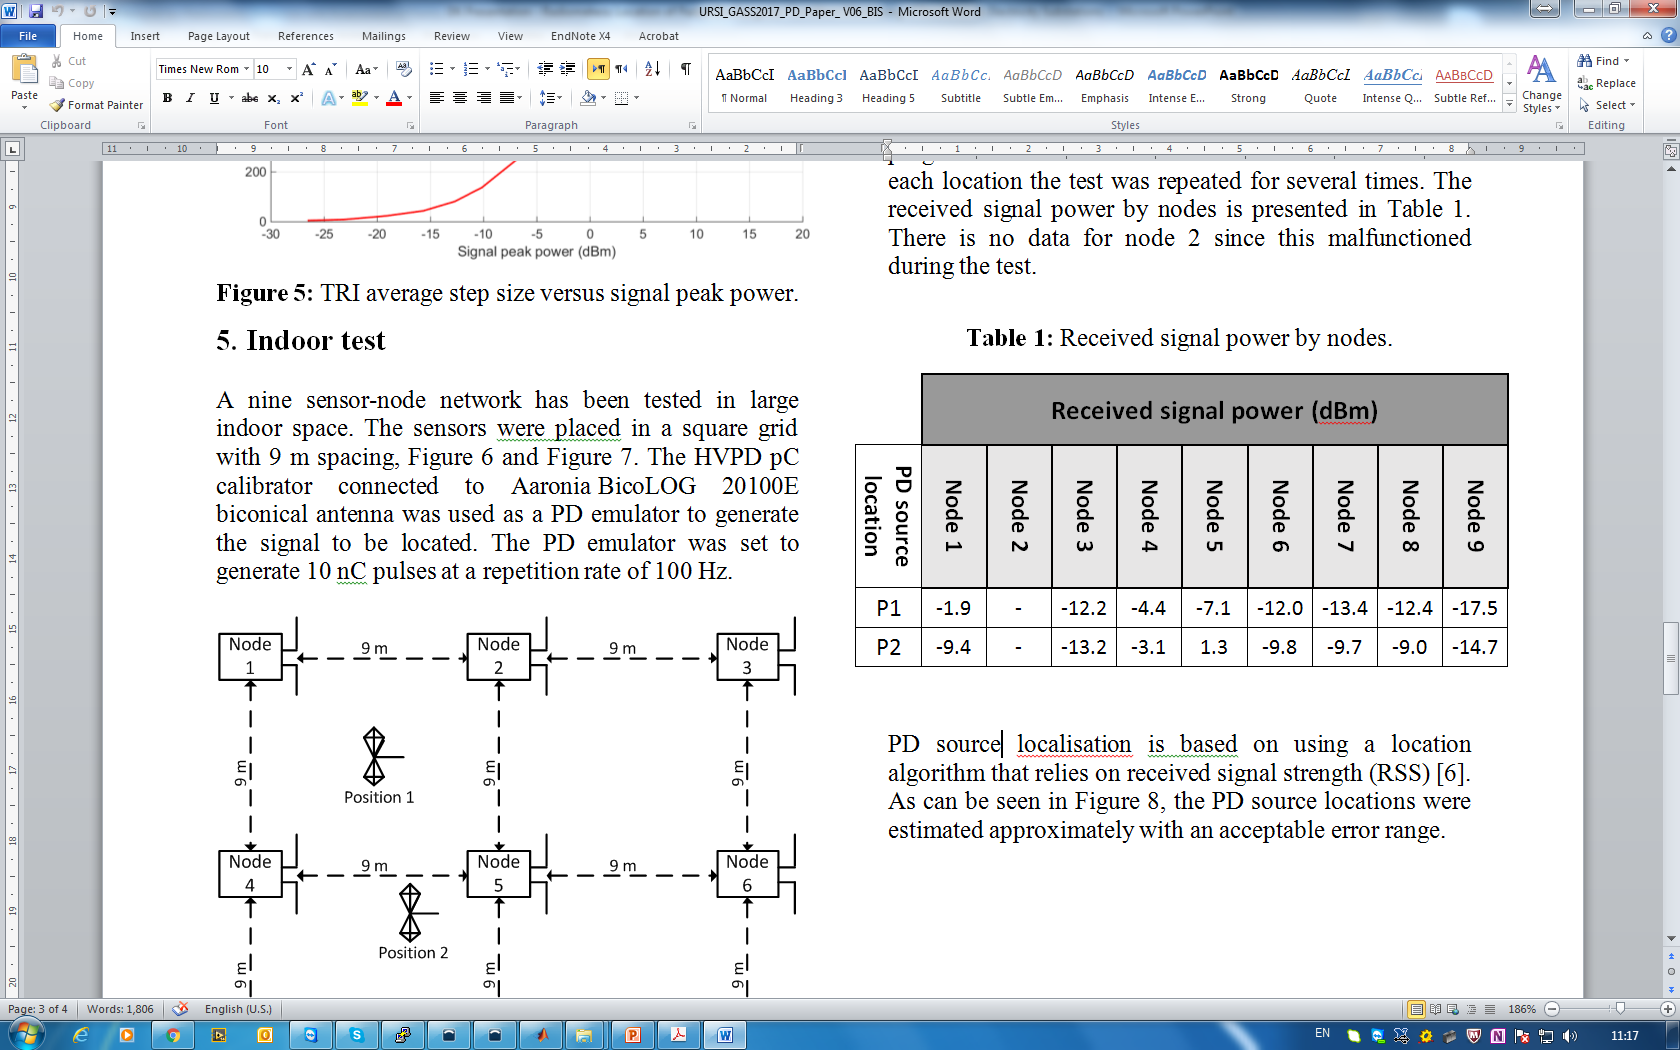 URSI_GASS2017_PD_Paper_ V06_BIS - Microsoft Word
File Home Insert Page Layout References Mailings Review View EndNote X4 Acrobat
Cut
Copy
Format Painter
Paste
Clipboard
Times New Rom 10
Font
Paragraph
AaBbCcI AaBbCcI AaBbCcI AaBbCc. AaBbCcD AaBbCcD AaBbCcD AaBbCcD AaBbCcI AaBbCci AABBCCD
¶ Normal Heading 3 Heading 5 Subtitle Subtle Em... Emphasis Intense E... Strong Quote Intense Q... Subtle Ref...
Styles
Change Styles
Find
Replace
Select
Editing
200
0
-30 -25 -20 -15 -10 -5 0 5 10 15 20
Signal peak power (dBm)
Figure 5: TRI average step size versus signal peak power.
5. Indoor test
A nine sensor-node network has been tested in large
indoor space. The sensors were placed in a square grid
with 9 m spacing, Figure 6 and Figure 7. The HVPD pC
calibrator connected to Aaronia BicoLOG 20100E
biconical antenna was used as a PD emulator to generate
the signal to be located. The PD emulator was set to
generate 10 nC pulses at a repetition rate of 100 Hz.
Node 1 9 m Node 2 9 m Node 3
9 m 9 m 9 m
Position 1
Node 4 9 m Node 5 9 m Node 6
Position 2
9 m 9 m 9 m
each location the test was repeated for several times. The
received signal power by nodes is presented in Table 1.
There is no data for node 2 since this malfunctioned
during the test.
Table 1: Received signal power by nodes.
Received signal power (dBm)
PD source location Node 1 Node 2 Node 3 Node 4 Node 5 Node 6 Node 7 Node 8 Node 9
P1 -1.9 - -12.2 -4.4 -7.1 -12.0 -13.4 -12.4 -17.5
P2 -9.4 - -13.2 -3.1 1.3 -9.8 -9.7 -9.0 -14.7
PD source localisation is based on using a location
algorithm that relies on received signal strength (RSS) [6].
As can be seen in Figure 8, the PD source locations were
estimated approximately with an acceptable error range.
Page: 3 of 4 Words: 1,806 English (U.S.) 186%
EN 11:17